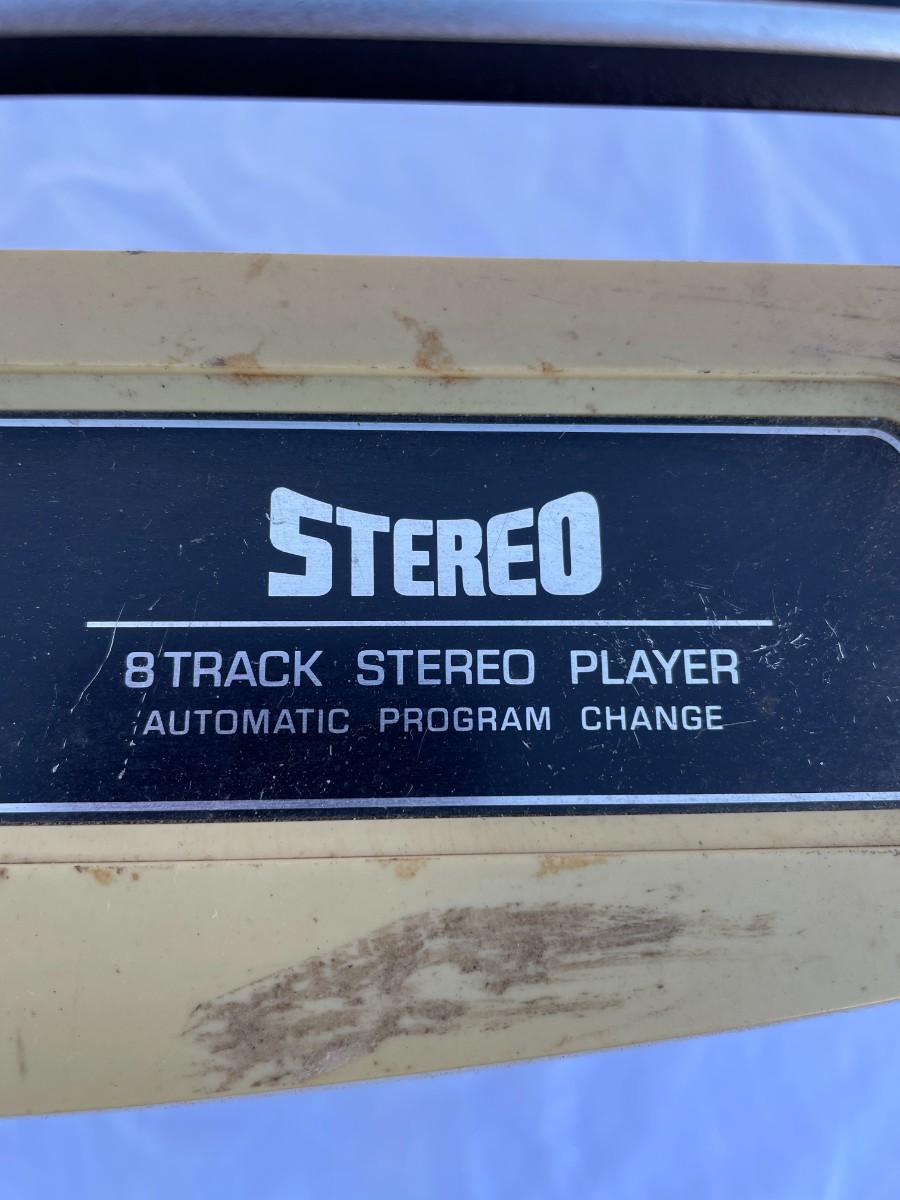 STEREO
8 TRACK STEREO PLAYER
AUTOMATIC PROGRAM CHANGE